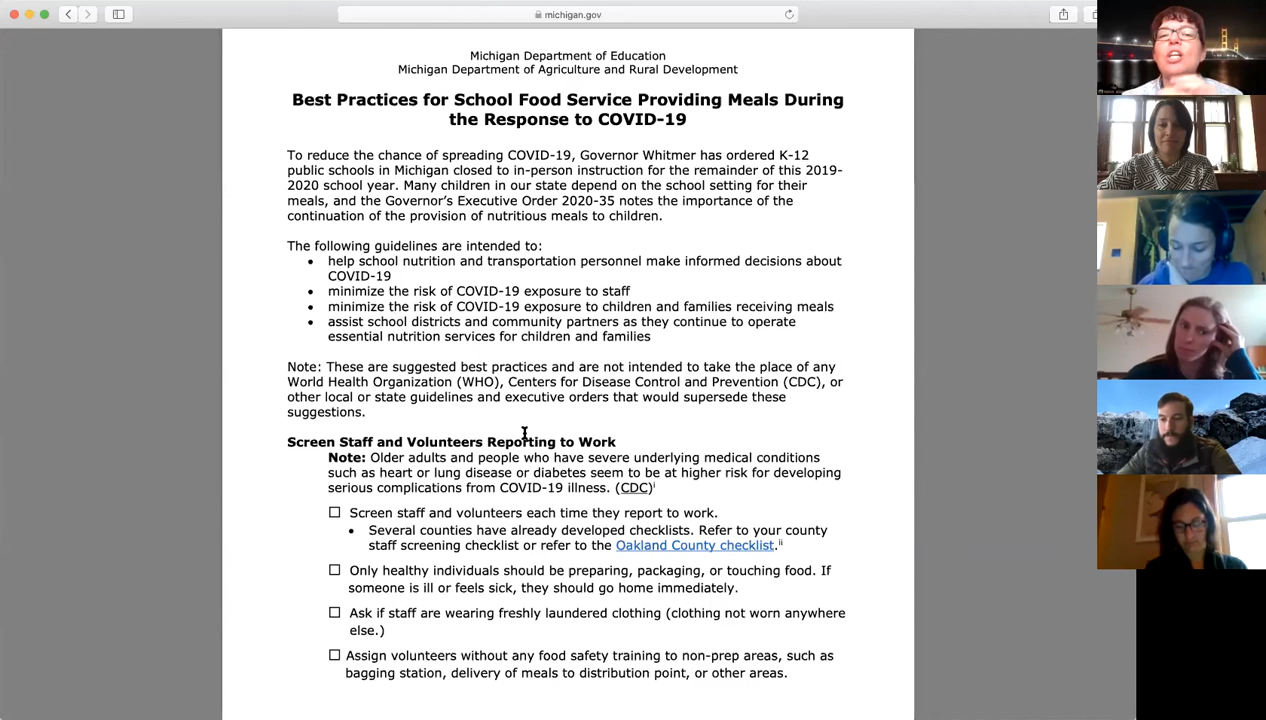 michigan.gov
Michigan Department of Education
Michigan Department of Agriculture and Rural Development
Best Practices for School Food Service Providing Meals During
the Response to COVID-19
To reduce the chance of spreading COVID-19, Governor Whitmer has ordered K-12
public schools in Michigan closed to in-person instruction for the remainder of this 2019-
2020 school year. Many children in our state depend on the school setting for their
meals, and the Governor's Executive Order 2020-35 notes the importance of the
continuation of the provision of nutritious meals to children.
The following guidelines are intended to:
• help school nutrition and transportation personnel make informed decisions about
COVID-19
• minimize the risk of COVID-19 exposure to staff
• minimize the risk of COVID-19 exposure to children and families receiving meals
• assist school districts and community partners as they continue to operate
essential nutrition services for children and families
Note: These are suggested best practices and are not intended to take the place of any
World Health Organization (WHO), Centers for Disease Control and Prevention (CDC), or
other local or state guidelines and executive orders that would supersede these
suggestions.
Screen Staff and Volunteers Reporting to Work
Note: Older adults and people who have severe underlying medical conditions
such as heart or lung disease or diabetes seem to be at higher risk for developing
serious complications from COVID-19 illness. (CDC)i
☐ Screen staff and volunteers each time they report to work.
• Several counties have already developed checklists. Refer to your county
staff screening checklist or refer to the Oakland County checklist.ii
☐ Only healthy individuals should be preparing, packaging, or touching food. If
someone is ill or feels sick, they should go home immediately.
☐ Ask if staff are wearing freshly laundered clothing (clothing not worn anywhere
else.)
☐ Assign volunteers without any food safety training to non-prep areas, such as
bagging station, delivery of meals to distribution point, or other areas.